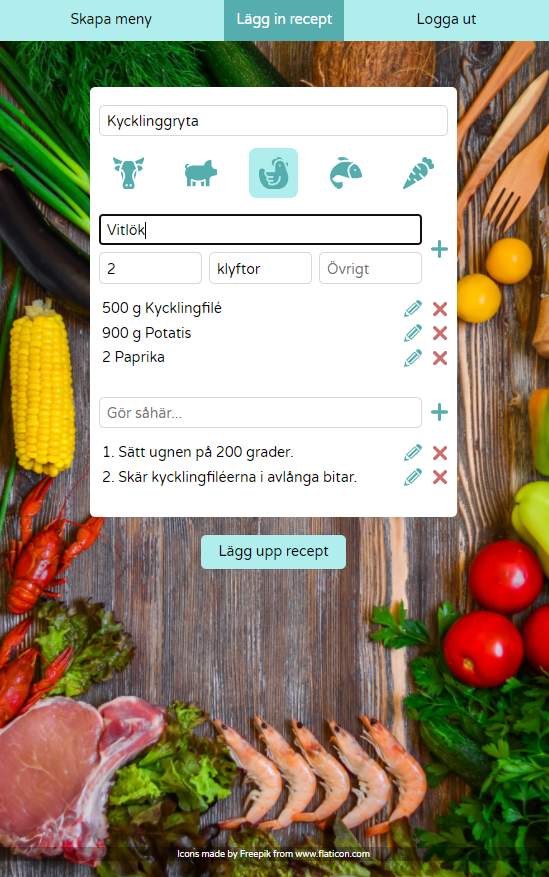 Skapa meny Lägg in recept Logga ut
Kycklinggryta
Vitlök
2 klyftor Övrigt
500 g Kycklingfilé
900 g Potatis
2 Paprika
Gör såhär...
1. Sätt ugnen på 200 grader.
2. Skär kycklingfiléerna i avlånga bitar.
Lägg upp recept
Icons made by Freepik from www.flaticon.com